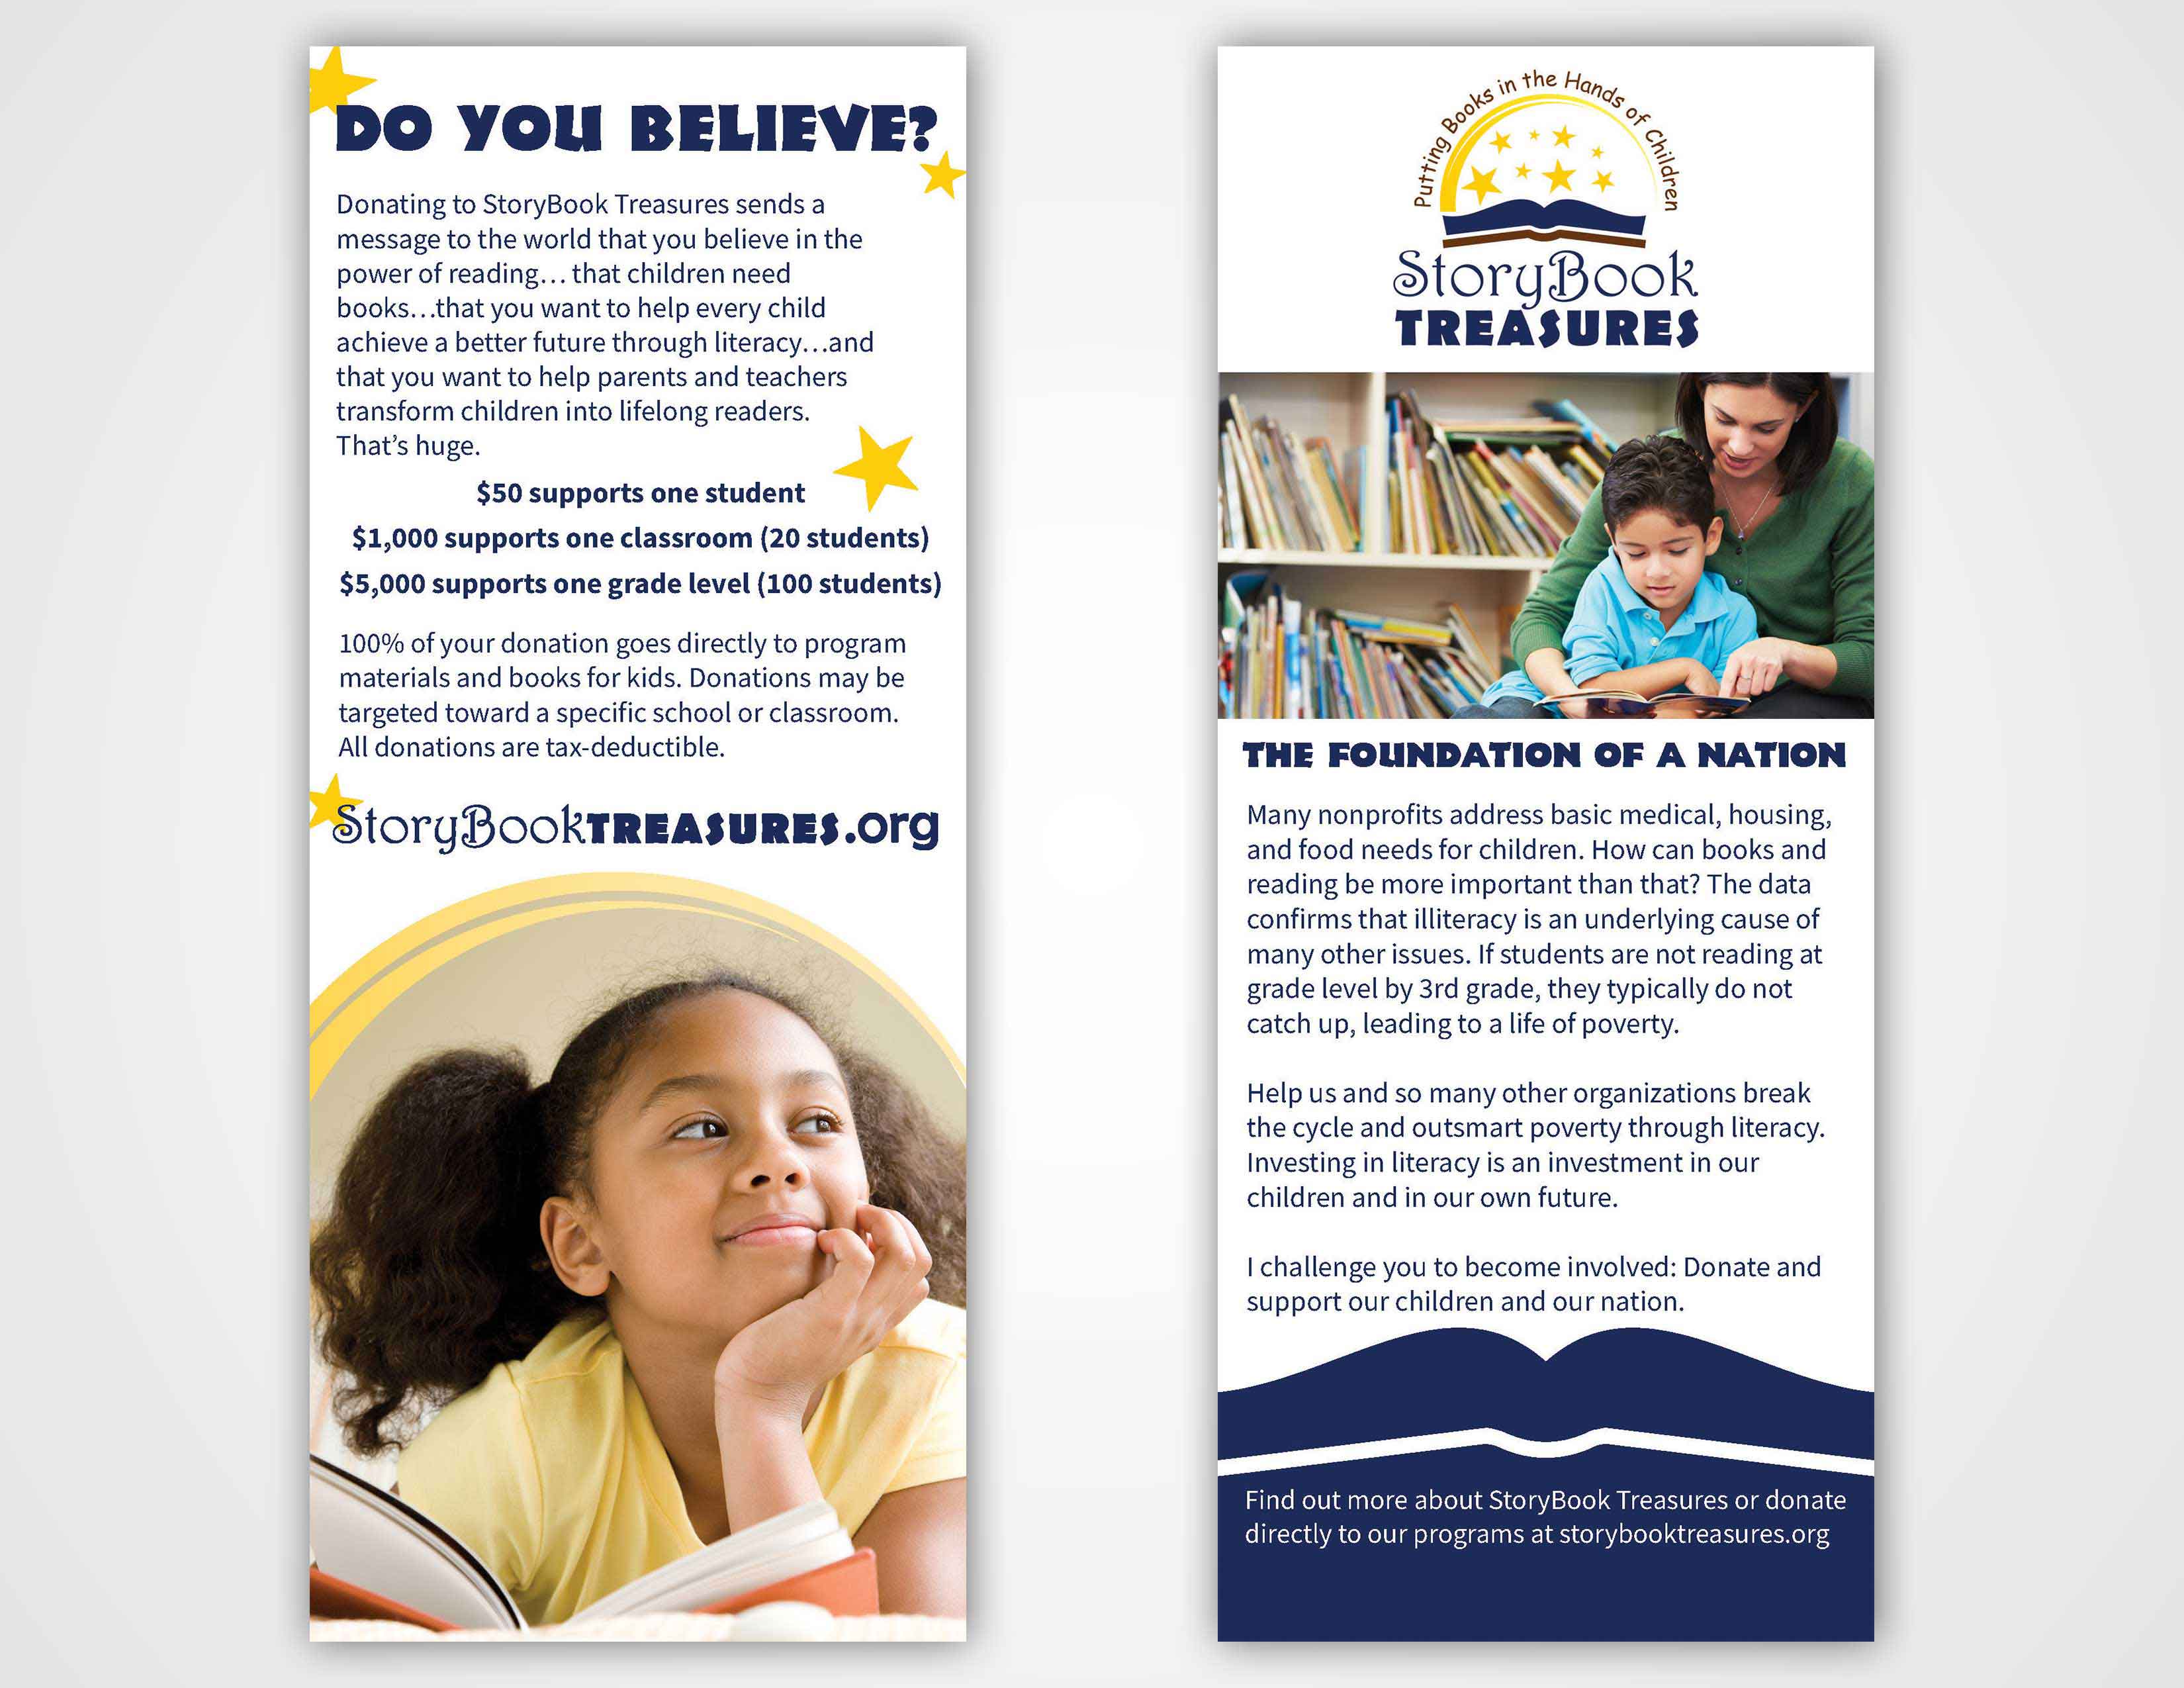 DO YOU BELIEVE?
Donating to StoryBook Treasures sends a
message to the world that you believe in the
power of reading… that children need
books…that you want to help every child
achieve a better future through literacy…and
that you want to help parents and teachers
transform children into lifelong readers.
That’s huge.
$50 supports one student
$1,000 supports one classroom (20 students)
$5,000 supports one grade level (100 students)
100% of your donation goes directly to program
materials and books for kids. Donations may be
targeted toward a specific school or classroom.
All donations are tax-deductible.
StoryBookTREASURES.org
Putting Books in the Hands of Children
StoryBook
TREASURES
THE FOUNDATION OF A NATION
Many nonprofits address basic medical, housing,
and food needs for children. How can books and
reading be more important than that? The data
confirms that illiteracy is an underlying cause of
many other issues. If students are not reading at
grade level by 3rd grade, they typically do not
catch up, leading to a life of poverty.
Help us and so many other organizations break
the cycle and outsmart poverty through literacy.
Investing in literacy is an investment in our
children and in our own future.
I challenge you to become involved: Donate and
support our children and our nation.
Find out more about StoryBook Treasures or donate
directly to our programs at storybooktreasures.org